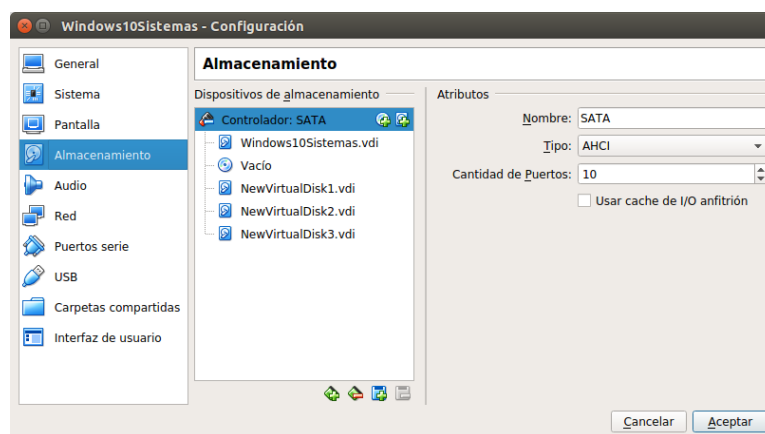 Windows10Sistemas - Configuración
General
Sistema
Pantalla
Almacenamiento
Audio
Red
Puertos serie
USB
Carpetas compartidas
Interfaz de usuario
Almacenamiento
Dispositivos de almacenamiento
Controlador: SATA
Windows10Sistemas.vdi
Vacío
NewVirtualDisk1.vdi
NewVirtualDisk2.vdi
NewVirtualDisk3.vdi
Atributos
Nombre: SATA
Tipo: AHCI
Cantidad de Puertos: 10
Usar cache de I/O anfitrión
Cancelar
Aceptar